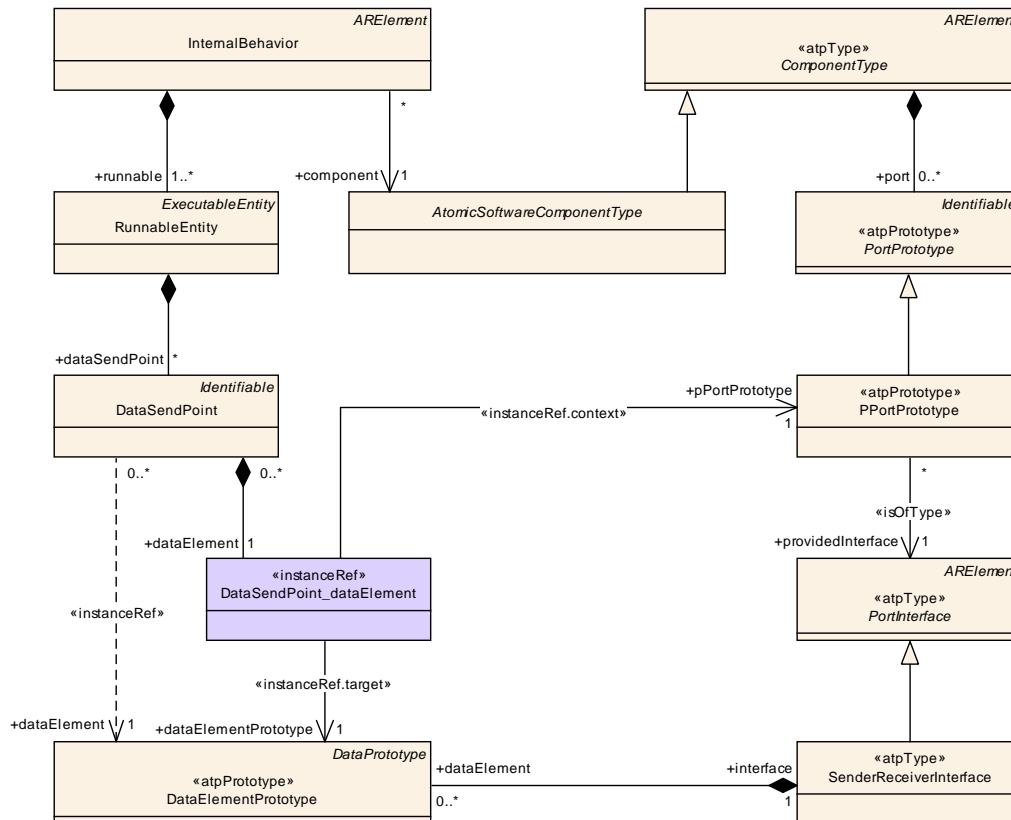 ARElement
InternalBehavior
ARElement
«atpType»
ComponentType
*
+runnable 1..*
+component 1
+port 0..*
ExecutableEntity
RunnableEntity
AtomicSoftwareComponentType
Identifiable
«atpPrototype»
PortPrototype
+dataSendPoint *
Identifiable
DataSendPoint
+pPortPrototype
1
«instanceRef.context»
«atpPrototype»
PPortPrototype
0..*
0..*
*
«isOfType»
+dataElement 1
+providedInterface 1
«instanceRef»
DataSendPoint_dataElement
ARElement
«atpType»
PortInterface
«instanceRef»
«instanceRef.target»
+dataElement 1
+dataElementPrototype 1
DataPrototype
«atpPrototype»
DataElementPrototype
+dataElement
0..*
+interface
1
«atpType»
SenderReceiverInterface